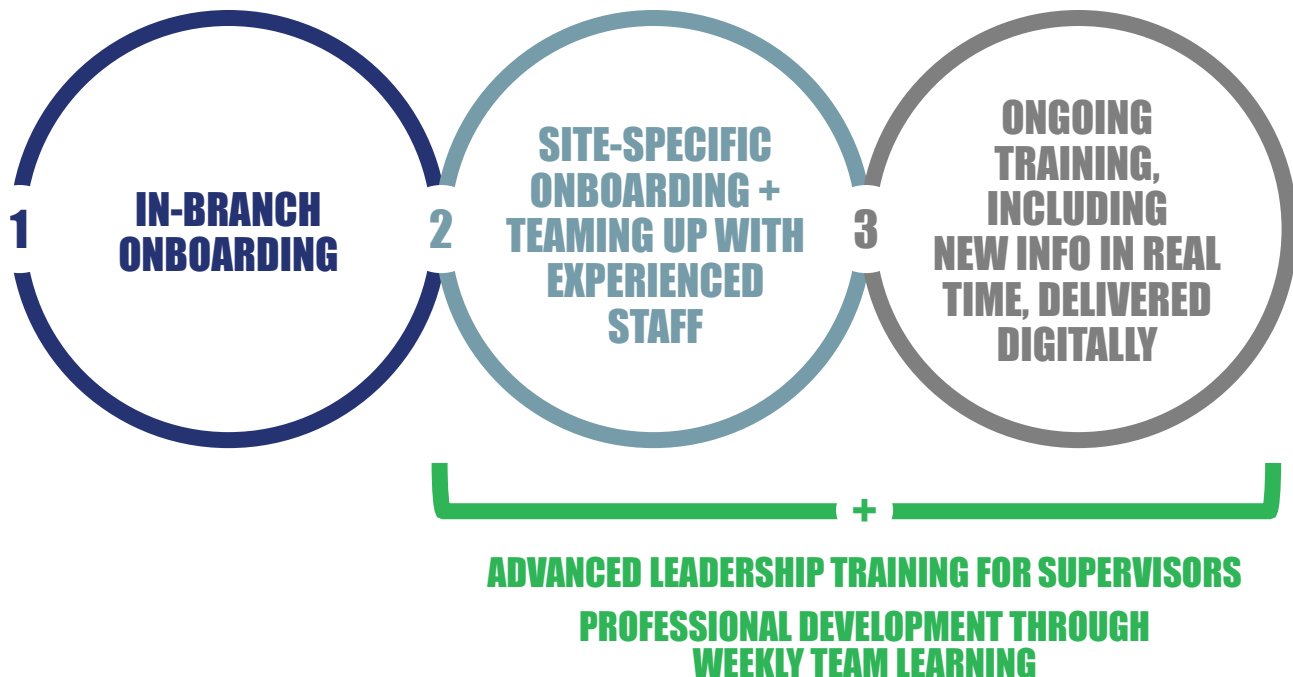 1
IN-BRANCH
ONBOARDING
2
SITE-SPECIFIC
ONBOARDING +
TEAMING UP WITH
EXPERIENCED
STAFF
3
ONGOING
TRAINING,
INCLUDING
NEW INFO IN REAL
TIME, DELIVERED
DIGITALLY
+
ADVANCED LEADERSHIP TRAINING FOR SUPERVISORS
PROFESSIONAL DEVELOPMENT THROUGH
WEEKLY TEAM LEARNING